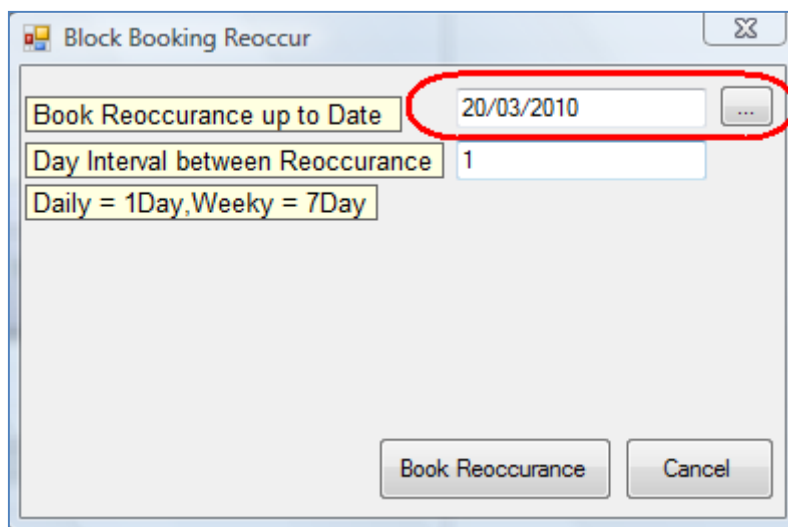 Block Booking Reoccur
Book Reoccurance up to Date 20/03/2010 ...
Day Interval between Reoccurance 1
Daily = 1Day,Weeky = 7Day
Book Reoccurance Cancel